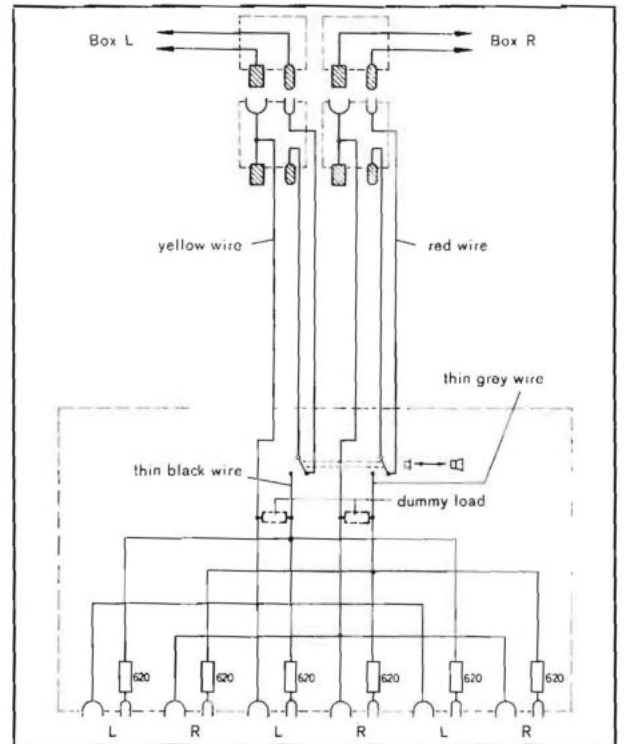 Box L
Box R
yellow wire
red wire
thin grey wire
thin black wire
dummy load
620 620 620 620 620 620
L R L R L R